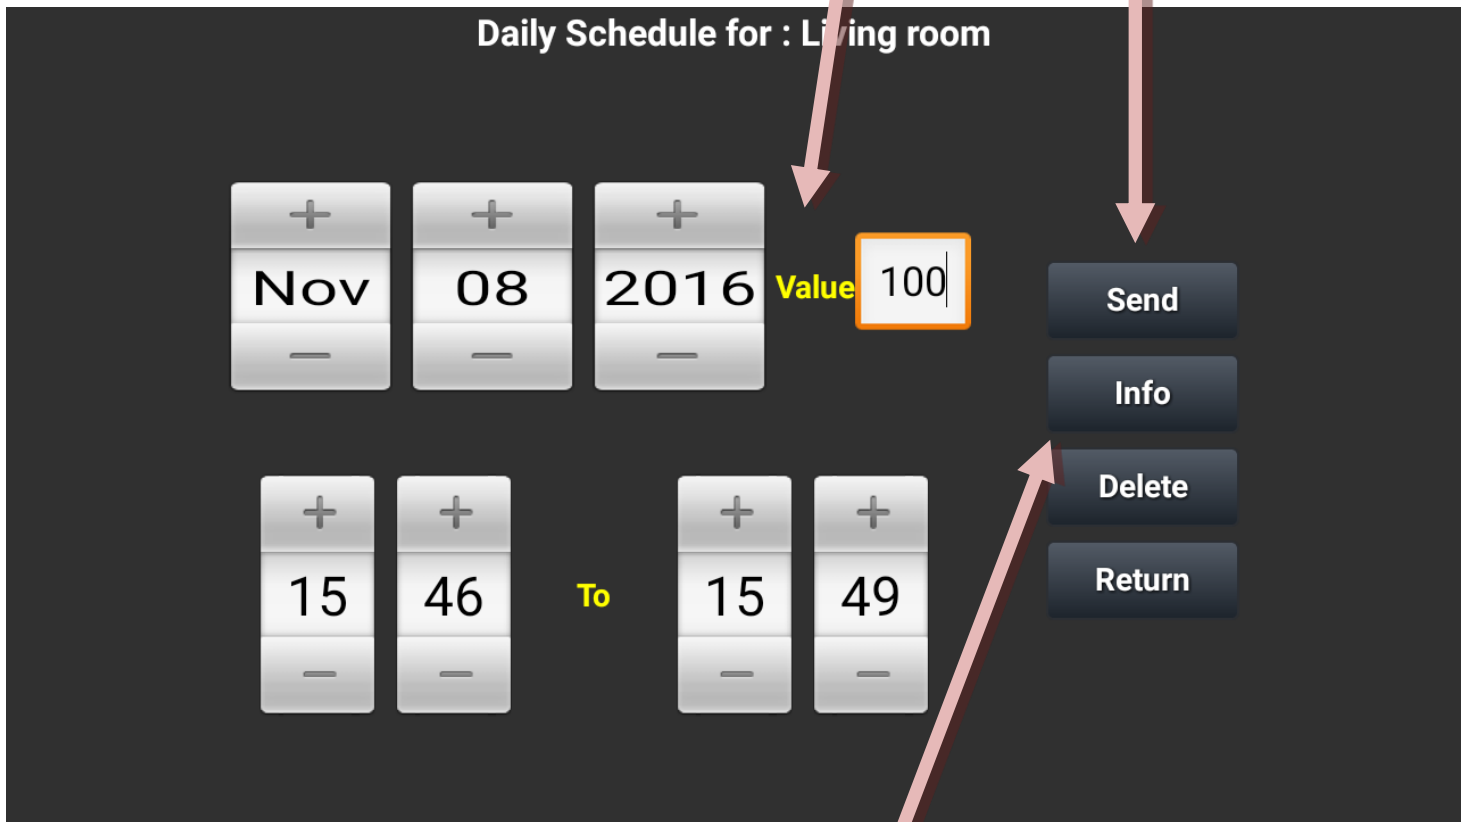 Daily Schedule for : Living room
+ + +
Nov 08 2016 Value 100
− − −
Send
Info
Delete
Return
+ + + +
15 46 To 15 49
− − − −